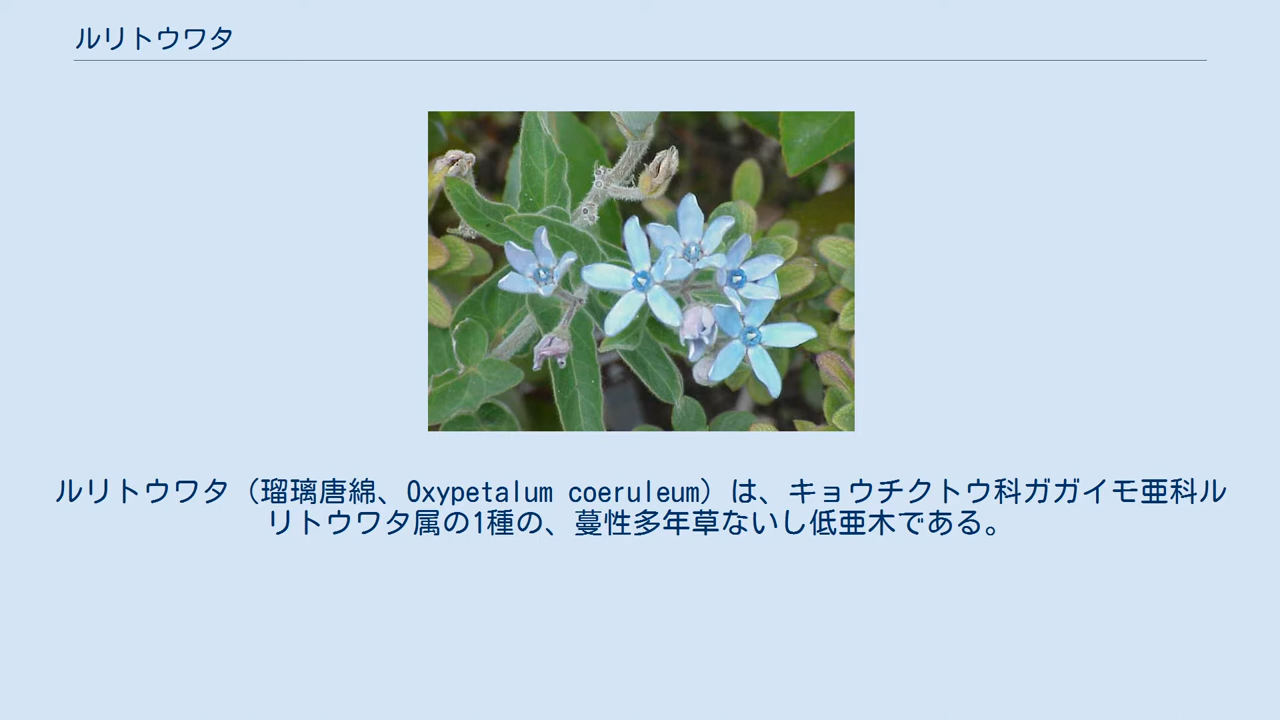 ルリトウワタ
ルリトウワタ（瑠璃唐綿、Oxypetalum coeruleum）は、キョウチクトウ科ガガイモ亜科ル
リトウワタ属の1種の、蔓性多年草ないし低亜木である。